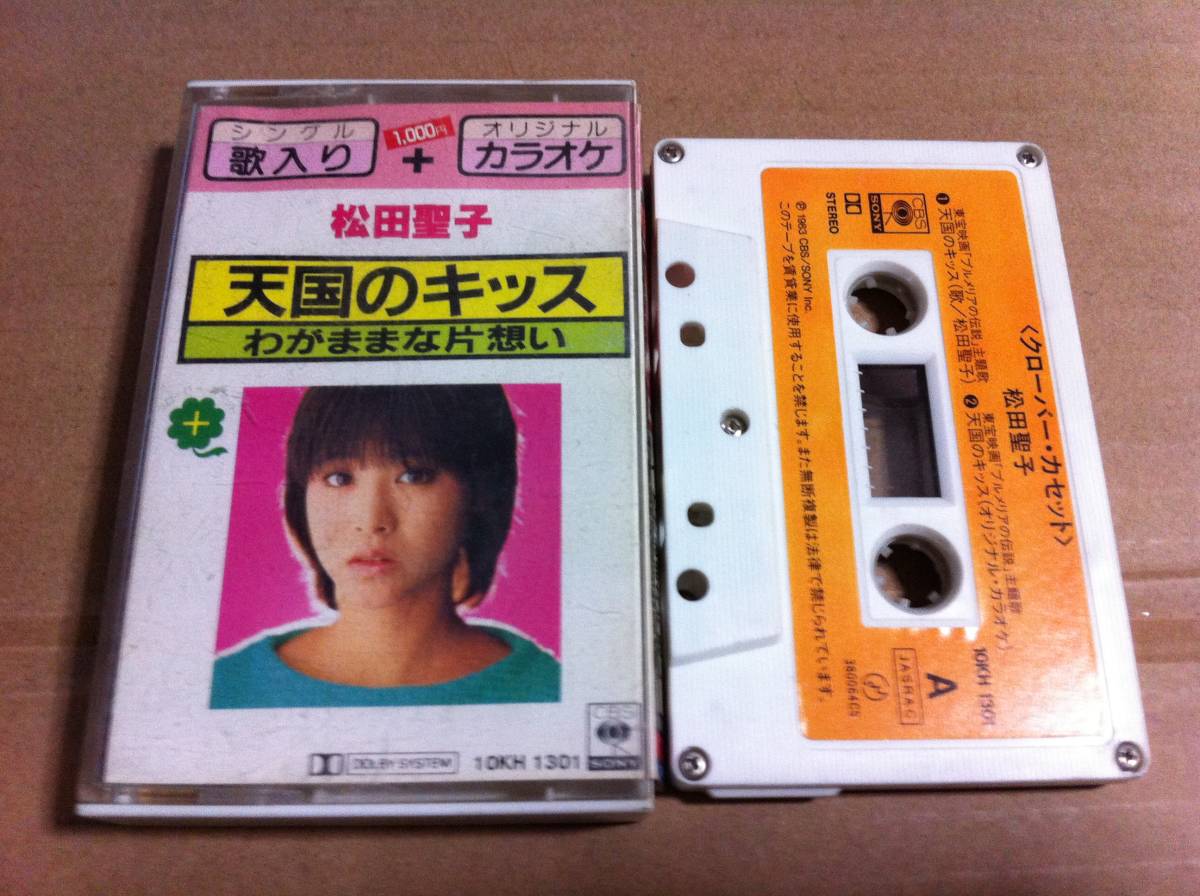 シングル
歌入り
1,000円
+
オリジナル
カラオケ
松田聖子
天国のキッス
わがままな片想い
DOLBY SYSTEM
10KH 1301
CBS
SONY
〈クローバー・カセット〉
松田聖子
東宝映画「プルメリアの伝説」主題歌
❶天国のキッス(歌/松田聖子)
東宝映画「プルメリアの伝説」主題歌
❷天国のキッス(オリジナル・カラオケ)
CBS
SONY
STEREO
℗1983 CBS/SONY Inc.
このテープを賃貸業に使用することを禁じます。また無断複製は法律で禁じられています。
10KH 1301
A
JASRAC